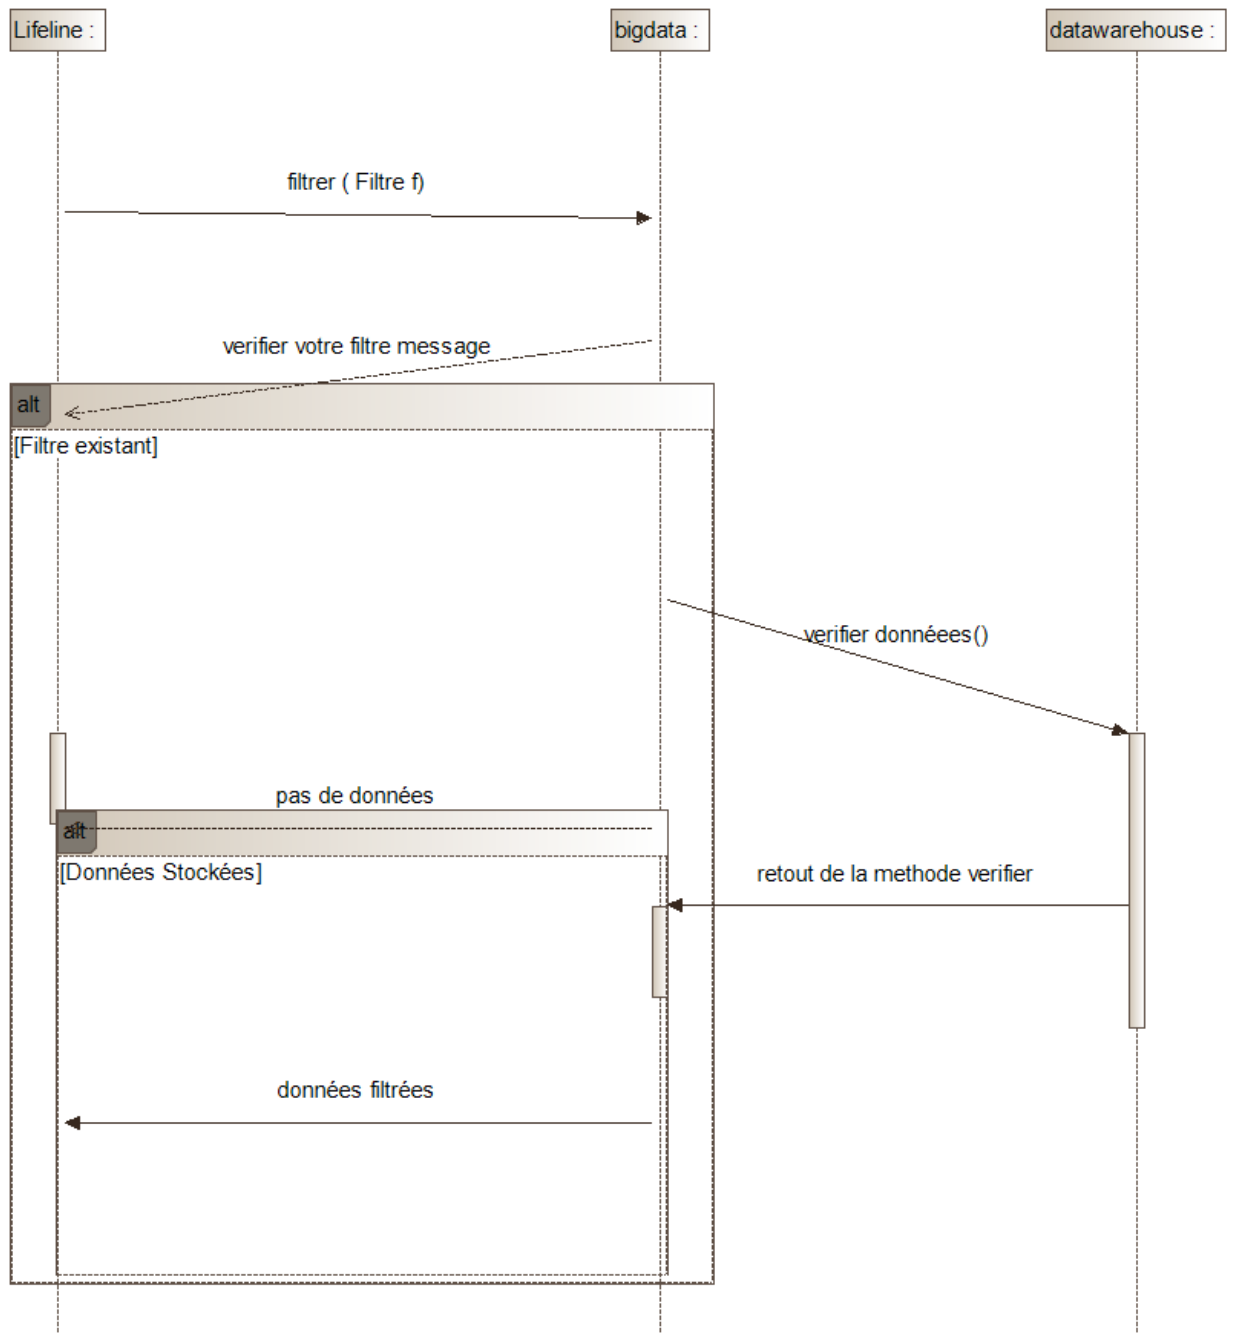 Lifeline :
bigdata :
datawarehouse :
filtrer ( Filtre f)
verifier votre filtre message
alt
[Filtre existant]
verifier donnéees()
pas de données
alt
[Données Stockées]
retout de la methode verifier
données filtrées